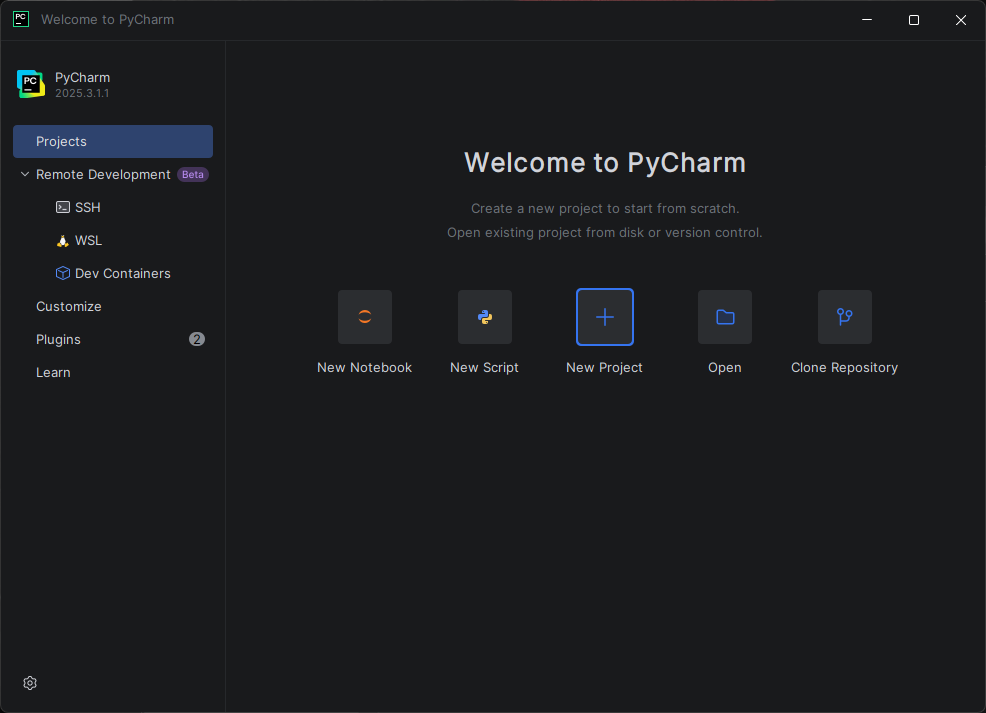 PC
Welcome to PyCharm
PC
PyCharm
2025.3.1.1
Projects
Remote Development Beta
SSH
WSL
Dev Containers
Customize
Plugins 2
Learn
Welcome to PyCharm
Create a new project to start from scratch.
Open existing project from disk or version control.
New Notebook
New Script
New Project
Open
Clone Repository